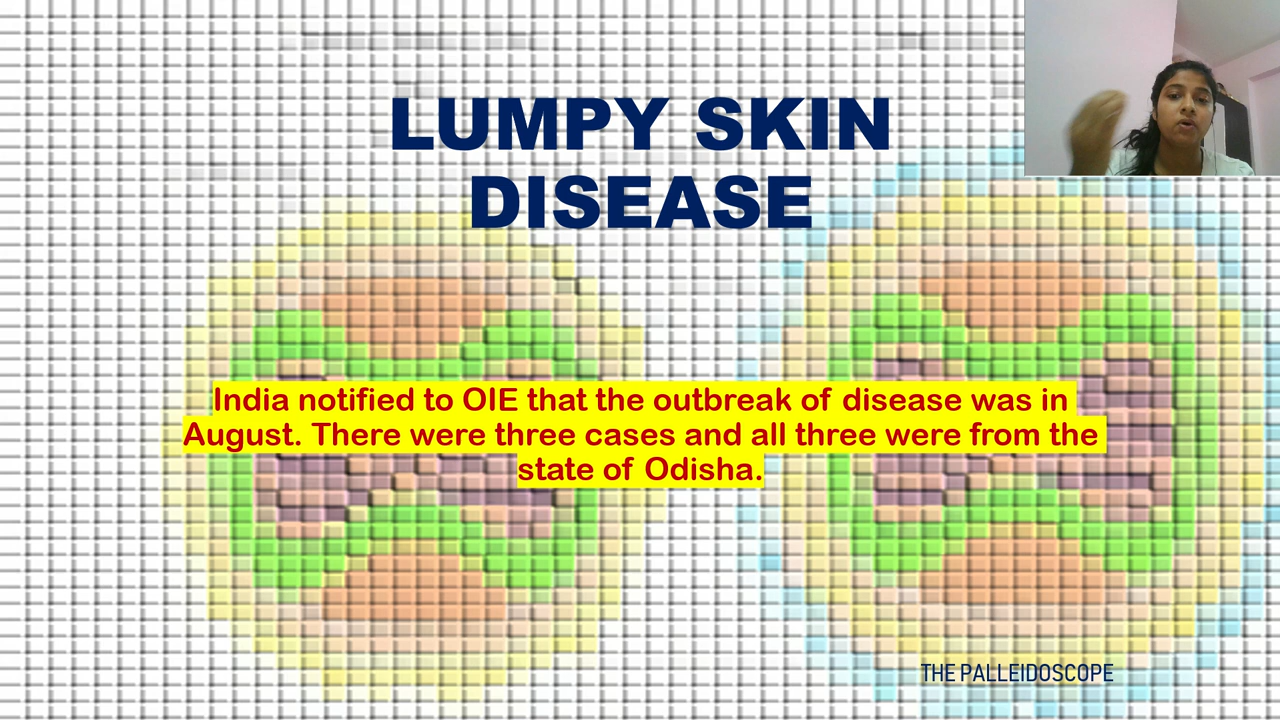 LUMPY SKIN
DISEASE
India notified to OIE that the outbreak of disease was in
August. There were three cases and all three were from the
state of Odisha.
THE PALLEIDOSCOPE